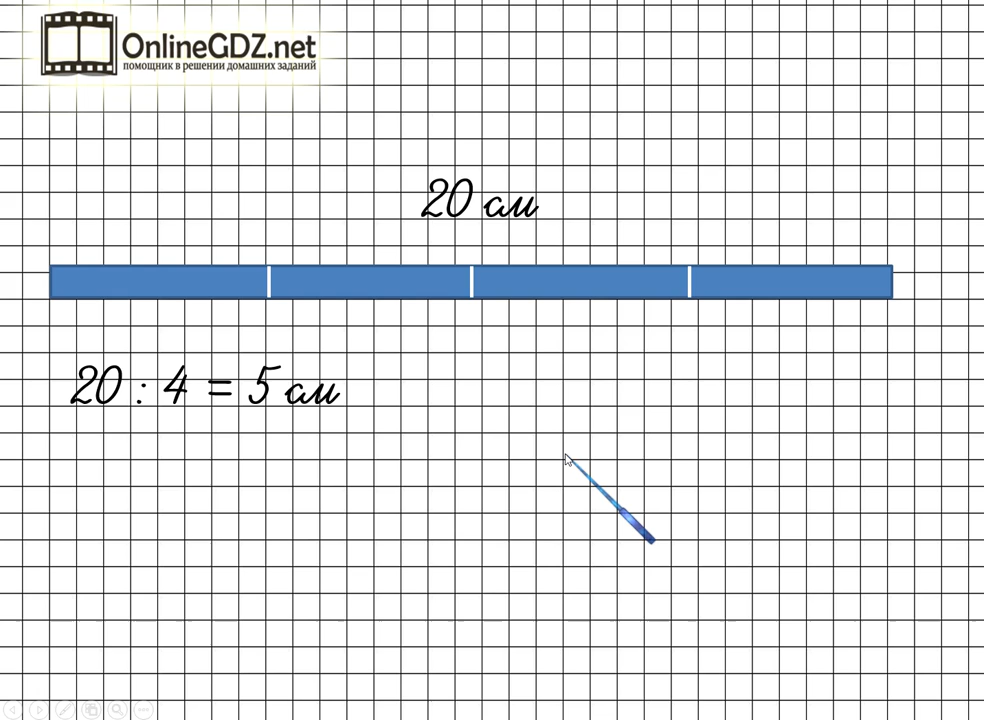 OnlineGDZ.net
помощник в решении домашних заданий
20 см
20 : 4 = 5 см